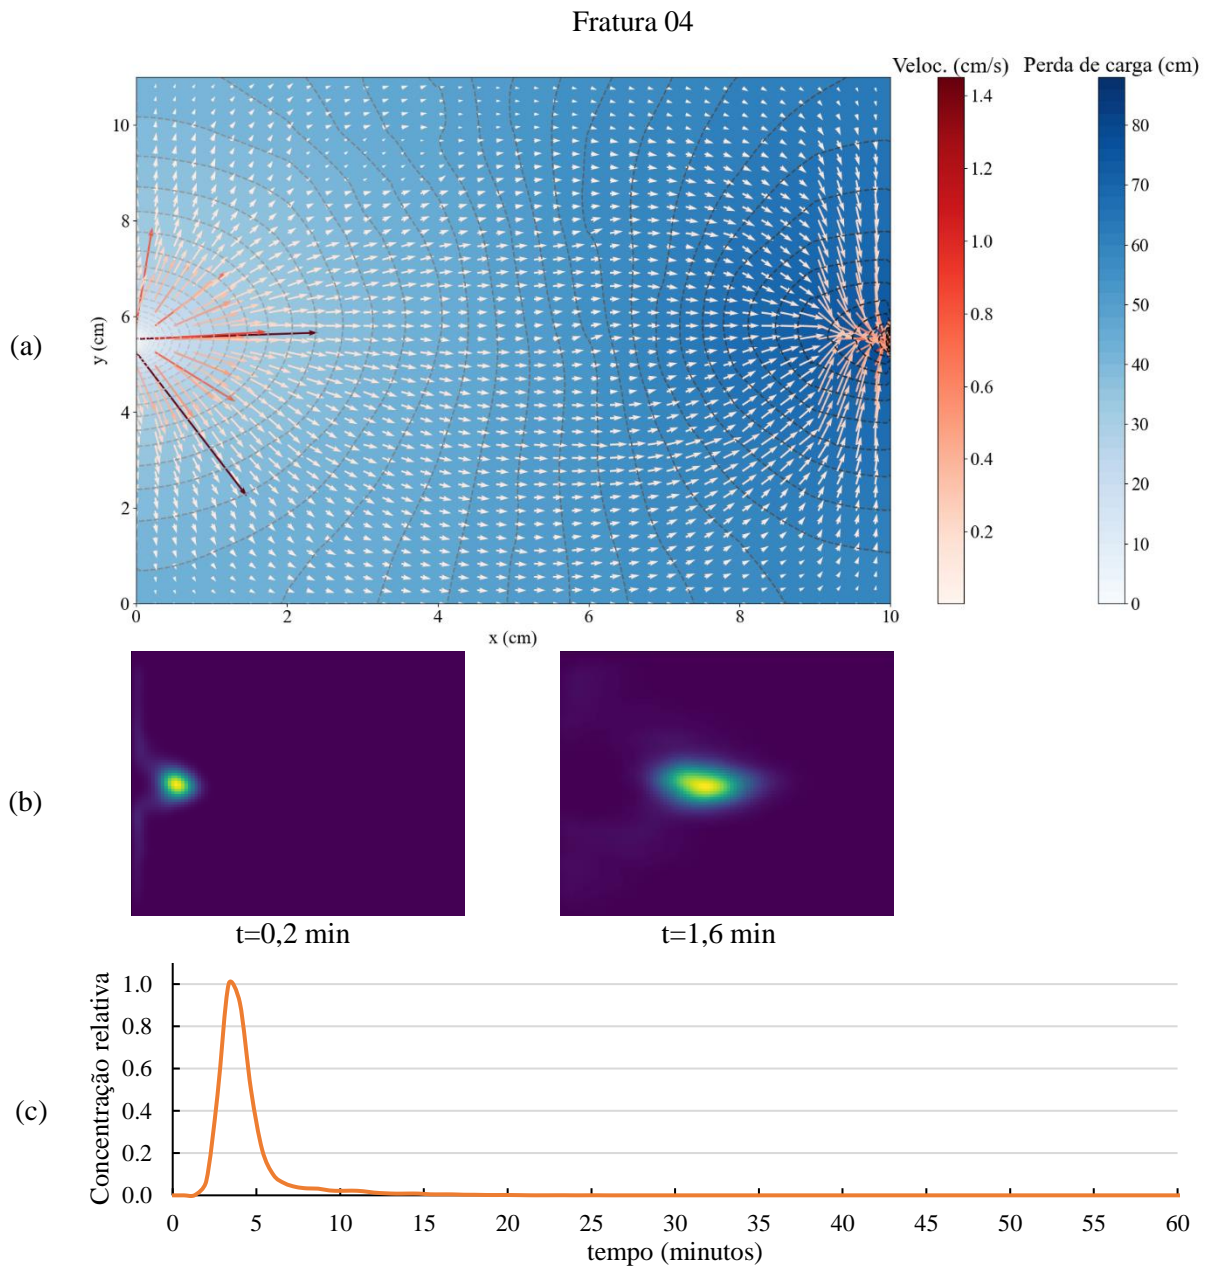 Fratura 04
Veloc. (cm/s) Perda de carga (cm)
(a)
y (cm)
10
8
6
4
2
0
0 2 4 6 8 10
x (cm)
1.4
1.2
1.0
0.8
0.6
0.4
0.2
80
70
60
50
40
30
20
10
0
(b)
t=0,2 min t=1,6 min
(c)
Concentração relativa
1.0
0.8
0.6
0.4
0.2
0.0
0 5 10 15 20 25 30 35 40 45 50 55 60
tempo (minutos)